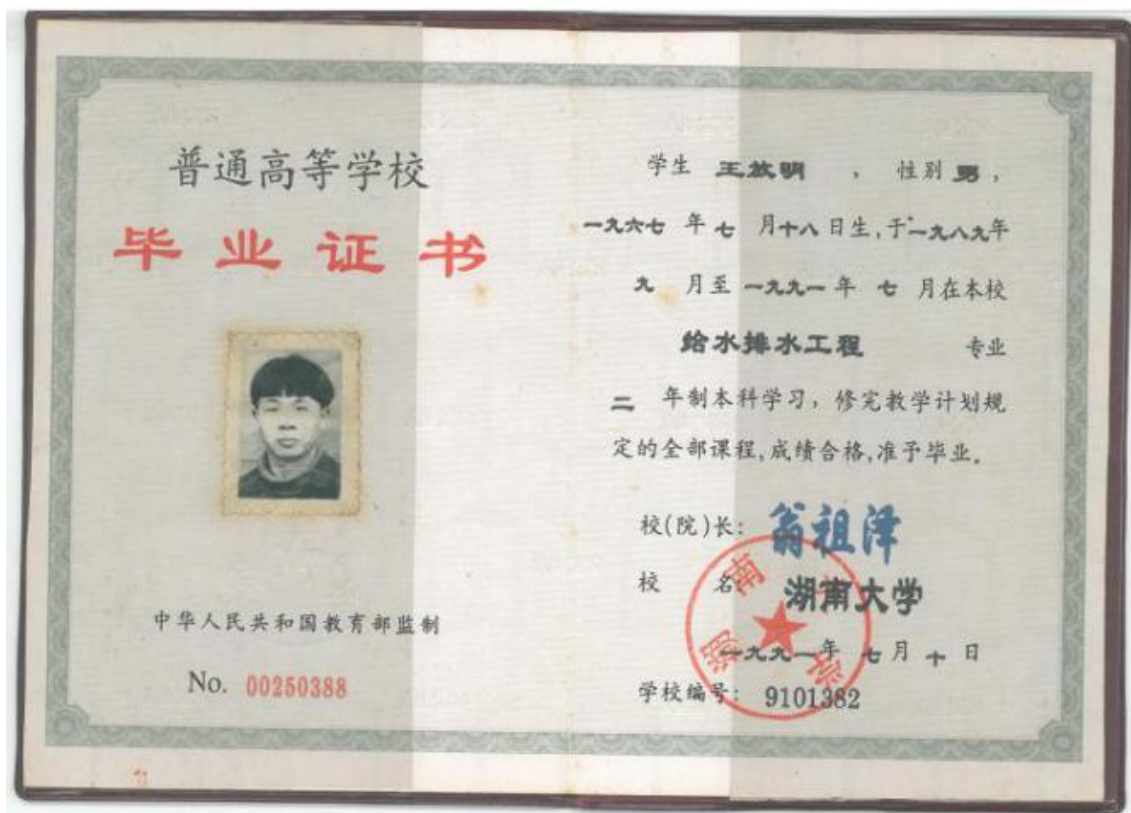 普通高等学校
毕业证书
中华人民共和国教育部监制
No. 00250388
学生 王放明 ， 性别 男，
一九六七 年 七 月十八日生，于一九八九年
九 月至 一九九一 年 七 月在本校
给水排水工程 专业
二 年制本科学习，修完教学计划规
定的全部课程，成绩合格，准予毕业。
校(院)长： 翁祖泽
校 名 湖南大学
一九九一年 七月 十 日
学校编号： 9101382
湖南大学